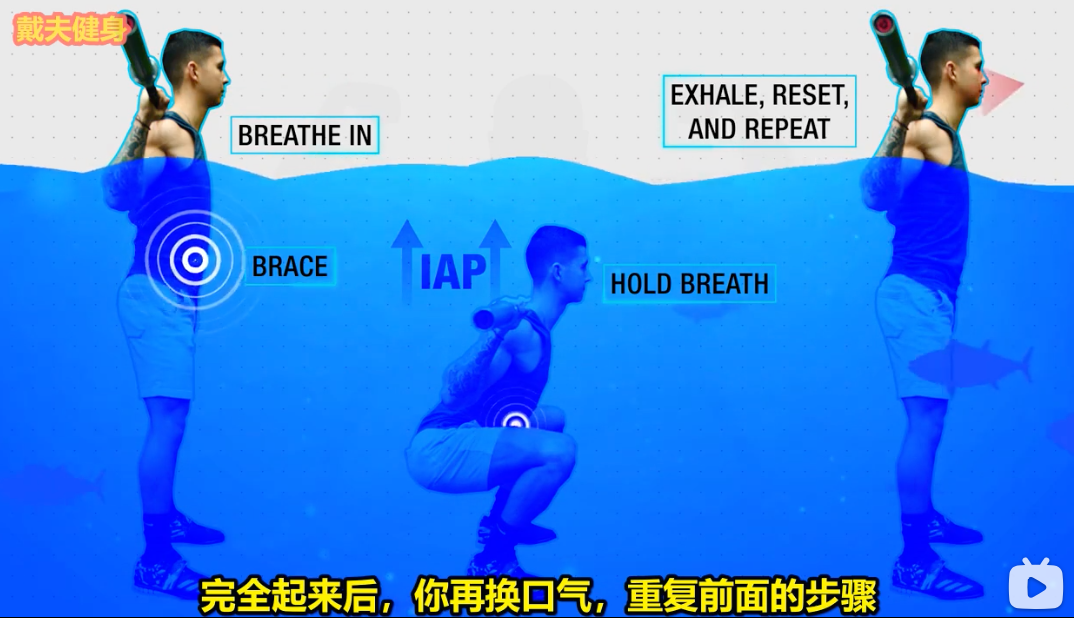 戴夫健身
BREATHE IN
EXHALE, RESET,
AND REPEAT
BRACE
IAP
HOLD BREATH
完全起来后，你再换口气，重复前面的步骤